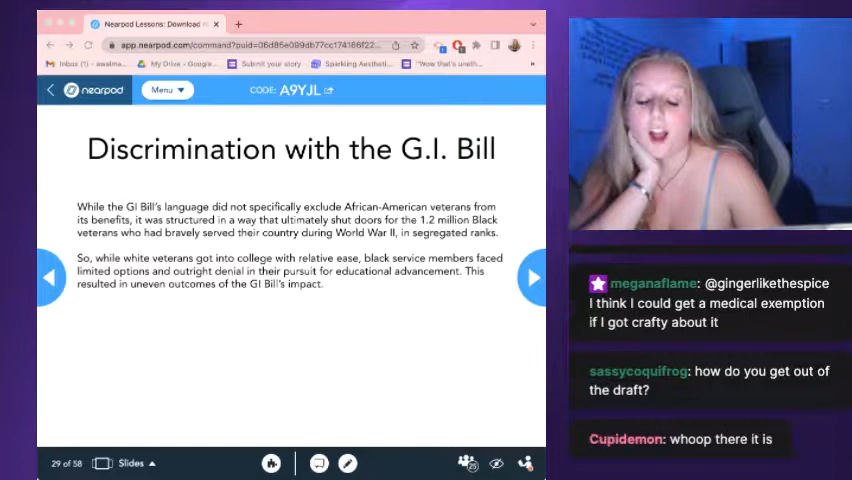 Nearpod Lessons: Download
app.nearpod.com/command?puid=06d85e099db77cc174166f22...
Inbox (1) – awalma...
My Drive – Google...
Submit your story
Sparkling Aesthetic...
"Wow that's uneth...
nearpod
Menu
CODE: A9YJL
Discrimination with the G.I. Bill
While the GI Bill's language did not specifically exclude African-American veterans from
its benefits, it was structured in a way that ultimately shut doors for the 1.2 million Black
veterans who had bravely served their country during World War II, in segregated ranks.
So, while white veterans got into college with relative ease, black service members faced
limited options and outright denial in their pursuit for educational advancement. This
resulted in uneven outcomes of the GI Bill's impact.
29 of 58
Slides
25
meganaflame: @gingerlikethespice
I think I could get a medical exemption
if I got crafty about it
sassycoquifrog: how do you get out of
the draft?
Cupidemon: whoop there it is